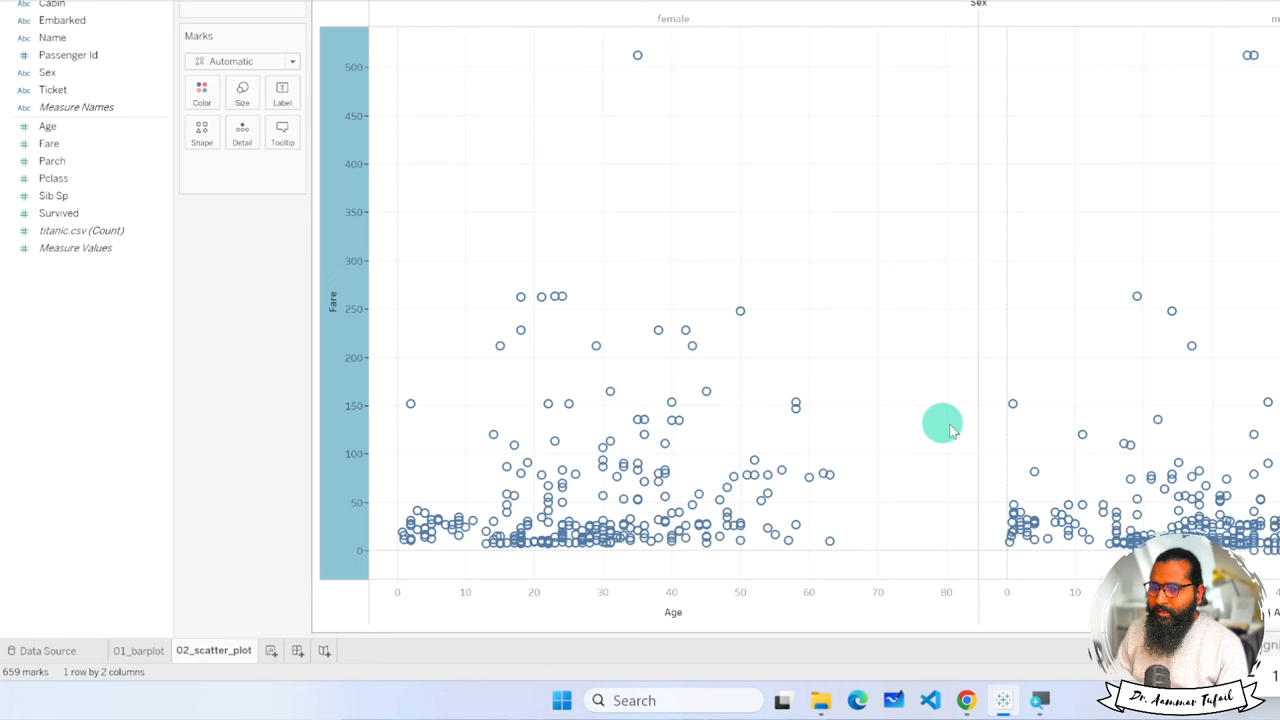 Cabin
Embarked
Name
Passenger Id
Sex
Ticket
Measure Names
Age
Fare
Parch
Pclass
Sib Sp
Survived
titanic.csv (Count)
Measure Values
Marks
Automatic
Color
Size
Label
Shape
Detail
Tooltip
Sex
female
500
450
400
350
300
250
200
150
100
50
0
Fare
0 10 20 30 40 50 60 70 80
0 10
Age
Data Source
01_barplot
02_scatter_plot
659 marks
1 row by 2 columns
Search
Dr. Aammar Tufail